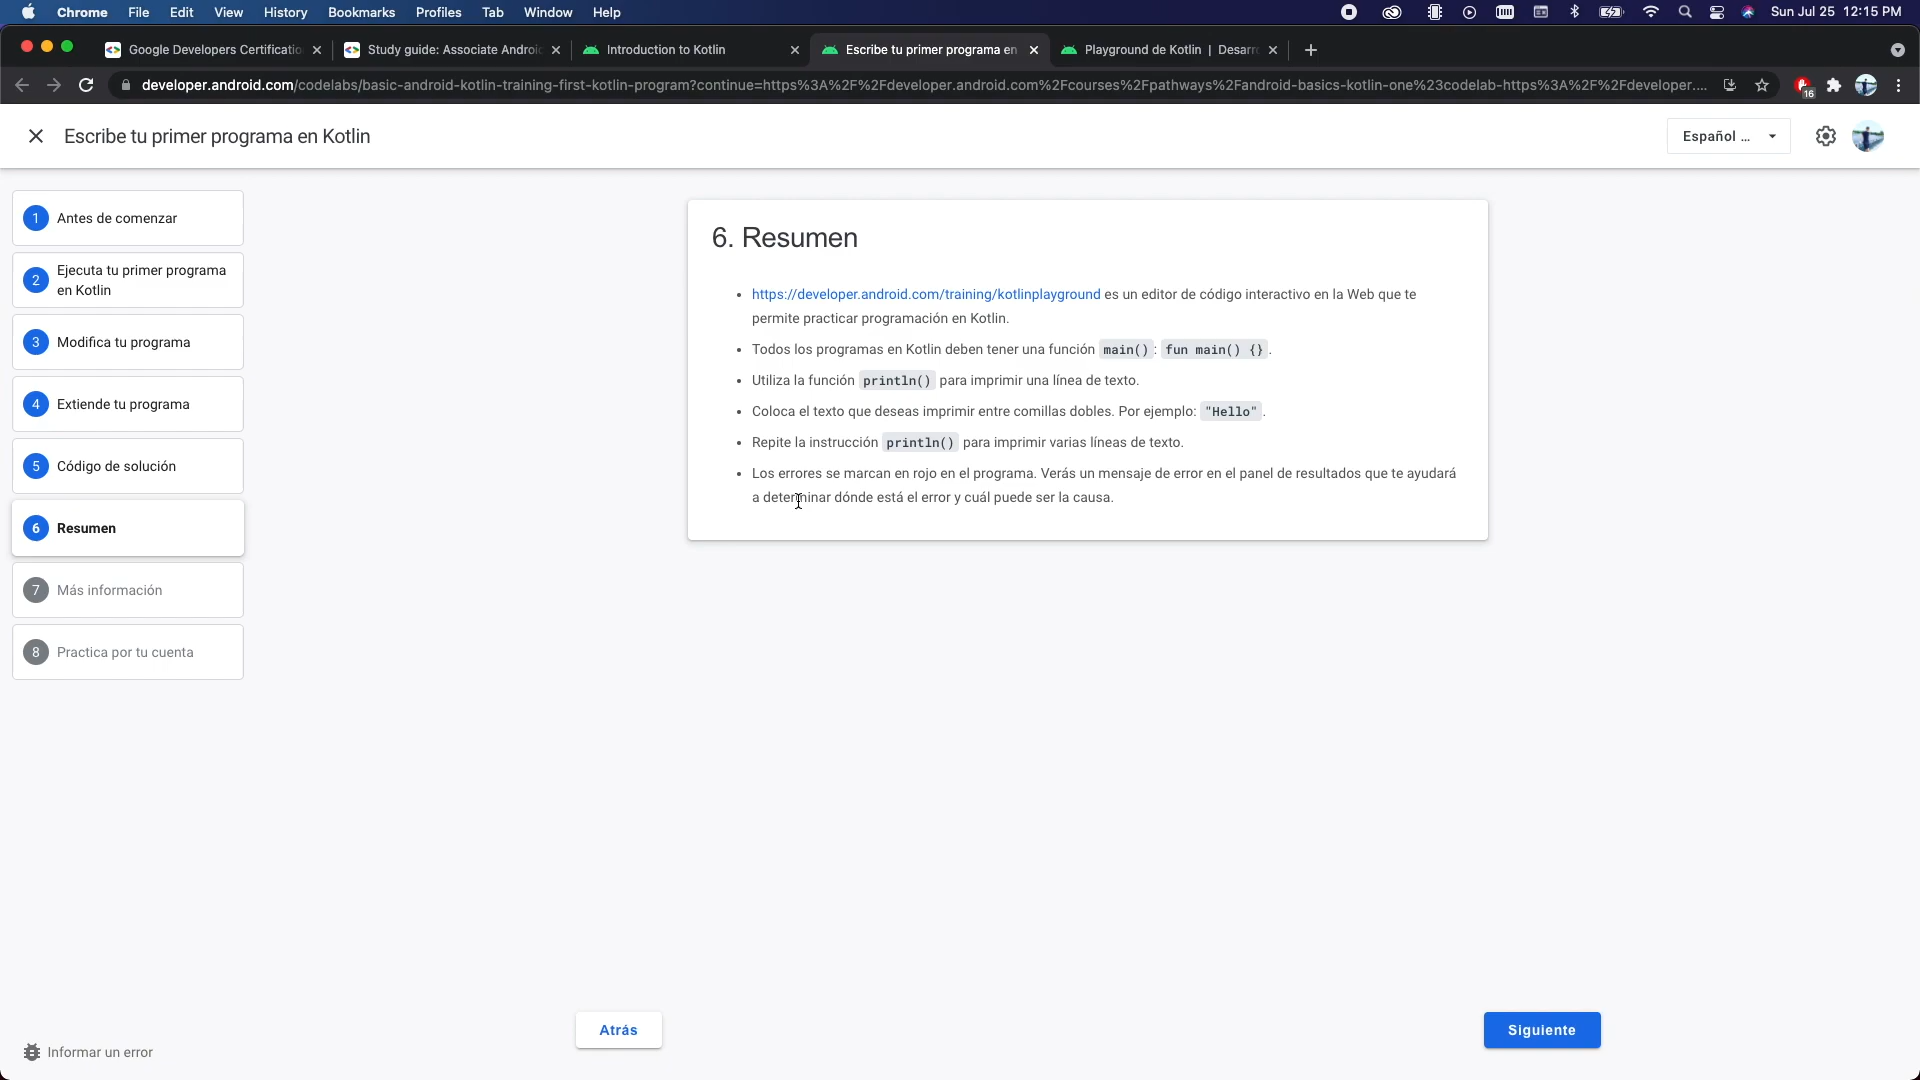 Chrome File Edit View History Bookmarks Profiles Tab Window Help
Sun Jul 25 12:15 PM
Google Developers Certificatio
Study guide: Associate Androi
Introduction to Kotlin
Escribe tu primer programa en
Playground de Kotlin | Desarr
developer.android.com/codelabs/basic-android-kotlin-training-first-kotlin-program?continue=https%3A%2F%2Fdeveloper.android.com%2Fcourses%2Fpathways%2Fandroid-basics-kotlin-one%23codelab-https%3A%2F%2Fdeveloper....
16
Escribe tu primer programa en Kotlin
Español ...
1 Antes de comenzar
2 Ejecuta tu primer programa
en Kotlin
3 Modifica tu programa
4 Extiende tu programa
5 Código de solución
6 Resumen
7 Más información
8 Practica por tu cuenta
6. Resumen
• https://developer.android.com/training/kotlinplayground es un editor de código interactivo en la Web que te
permite practicar programación en Kotlin.
• Todos los programas en Kotlin deben tener una función main(): fun main() {}.
• Utiliza la función println() para imprimir una línea de texto.
• Coloca el texto que deseas imprimir entre comillas dobles. Por ejemplo: "Hello".
• Repite la instrucción println() para imprimir varias líneas de texto.
• Los errores se marcan en rojo en el programa. Verás un mensaje de error en el panel de resultados que te ayudará
a determinar dónde está el error y cuál puede ser la causa.
Atrás
Siguiente
Informar un error